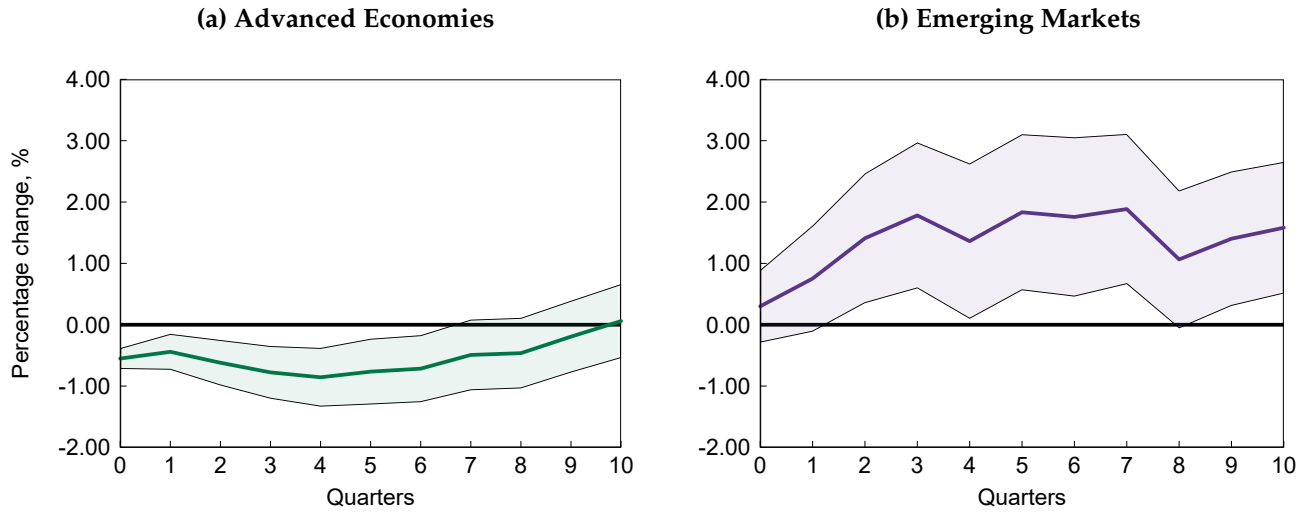 (a) Advanced Economies
4.00
3.00
2.00
1.00
0.00
-1.00
-2.00
Percentage change, %
0 1 2 3 4 5 6 7 8 9 10
Quarters
(b) Emerging Markets
4.00
3.00
2.00
1.00
0.00
-1.00
-2.00
0 1 2 3 4 5 6 7 8 9 10
Quarters